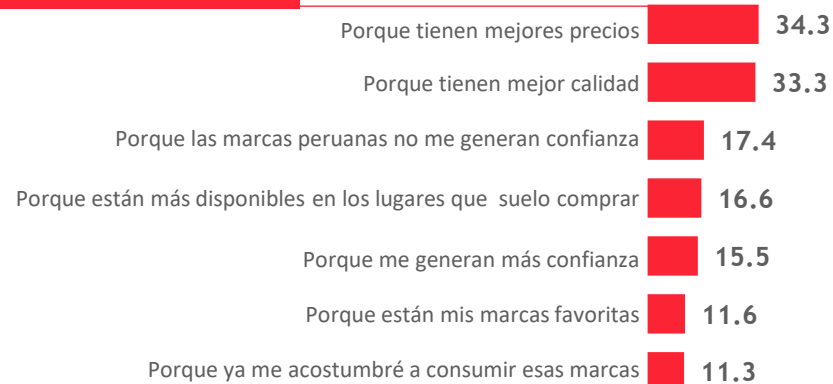 Porque tienen mejores precios 34.3
Porque tienen mejor calidad 33.3
Porque las marcas peruanas no me generan confianza 17.4
Porque están más disponibles en los lugares que suelo comprar 16.6
Porque me generan más confianza 15.5
Porque están mis marcas favoritas 11.6
Porque ya me acostumbré a consumir esas marcas 11.3